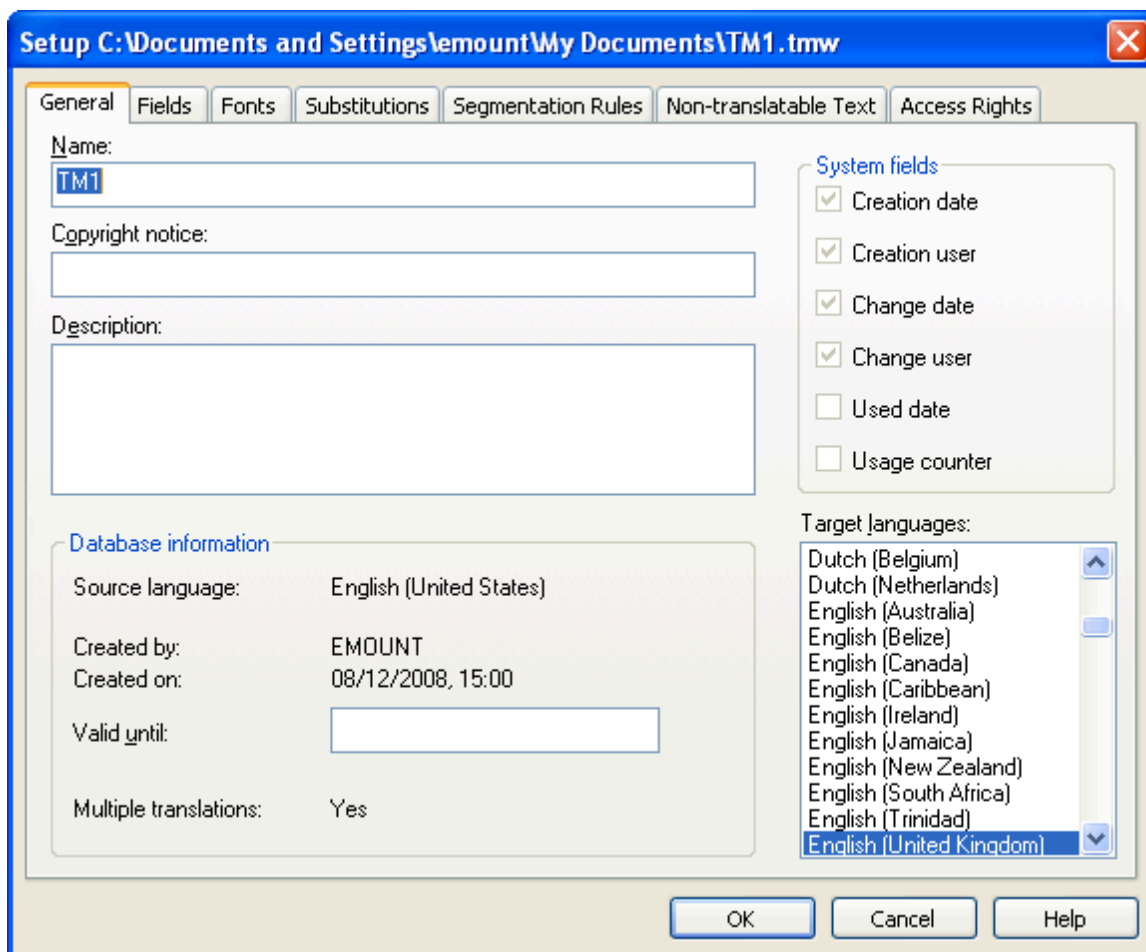 Setup C:\Documents and Settings\emount\My Documents\TM1.tmw
General Fields Fonts Substitutions Segmentation Rules Non-translatable Text Access Rights
Name:
TM1
Copyright notice:
Description:
System fields
Creation date
Creation user
Change date
Change user
Used date
Usage counter
Database information
Source language: English (United States)
Created by: EMOUNT
Created on: 08/12/2008, 15:00
Valid until:
Multiple translations: Yes
Target languages:
Dutch (Belgium)
Dutch (Netherlands)
English (Australia)
English (Belize)
English (Canada)
English (Caribbean)
English (Ireland)
English (Jamaica)
English (New Zealand)
English (South Africa)
English (Trinidad)
English (United Kingdom)
OK Cancel Help